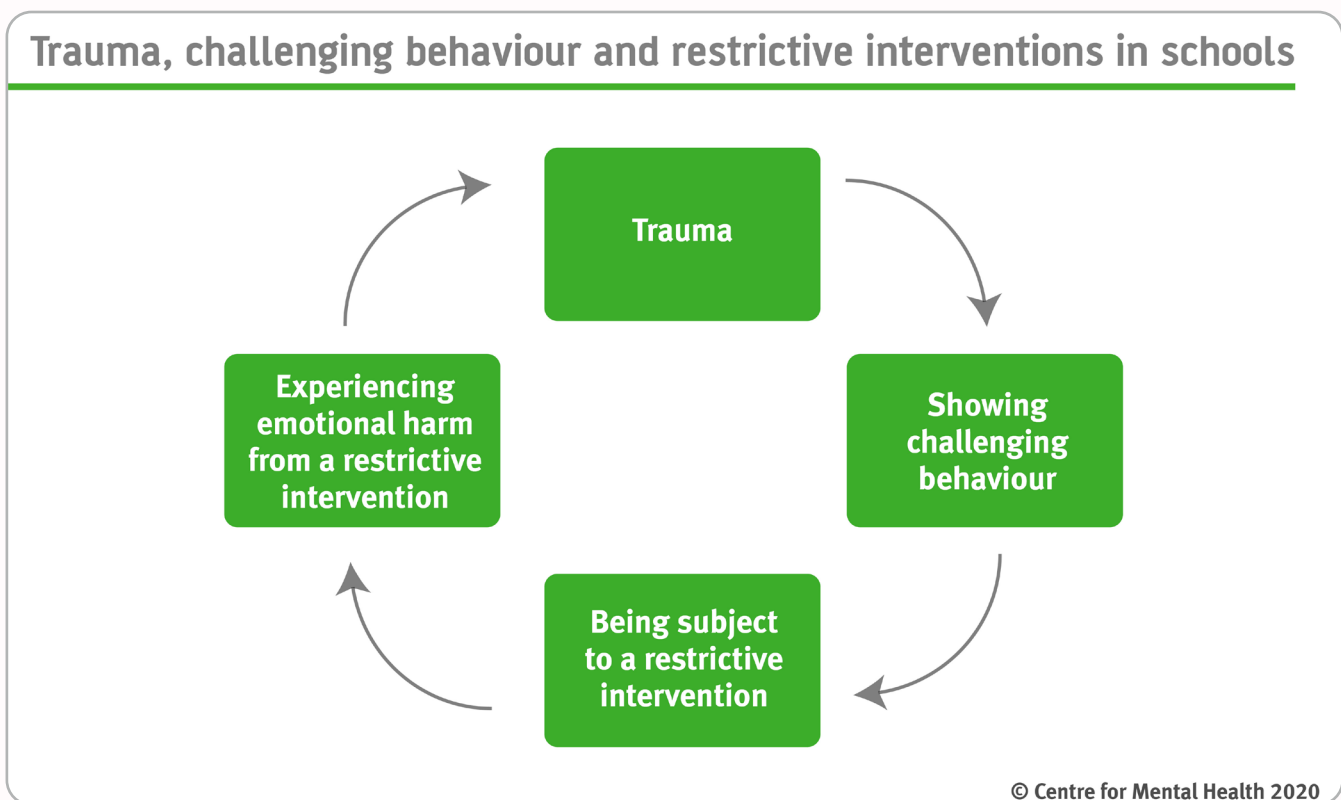 Trauma, challenging behaviour and restrictive interventions in schools
Trauma
Showing
challenging
behaviour
Being subject
to a restrictive
intervention
Experiencing
emotional harm
from a restrictive
intervention
© Centre for Mental Health 2020